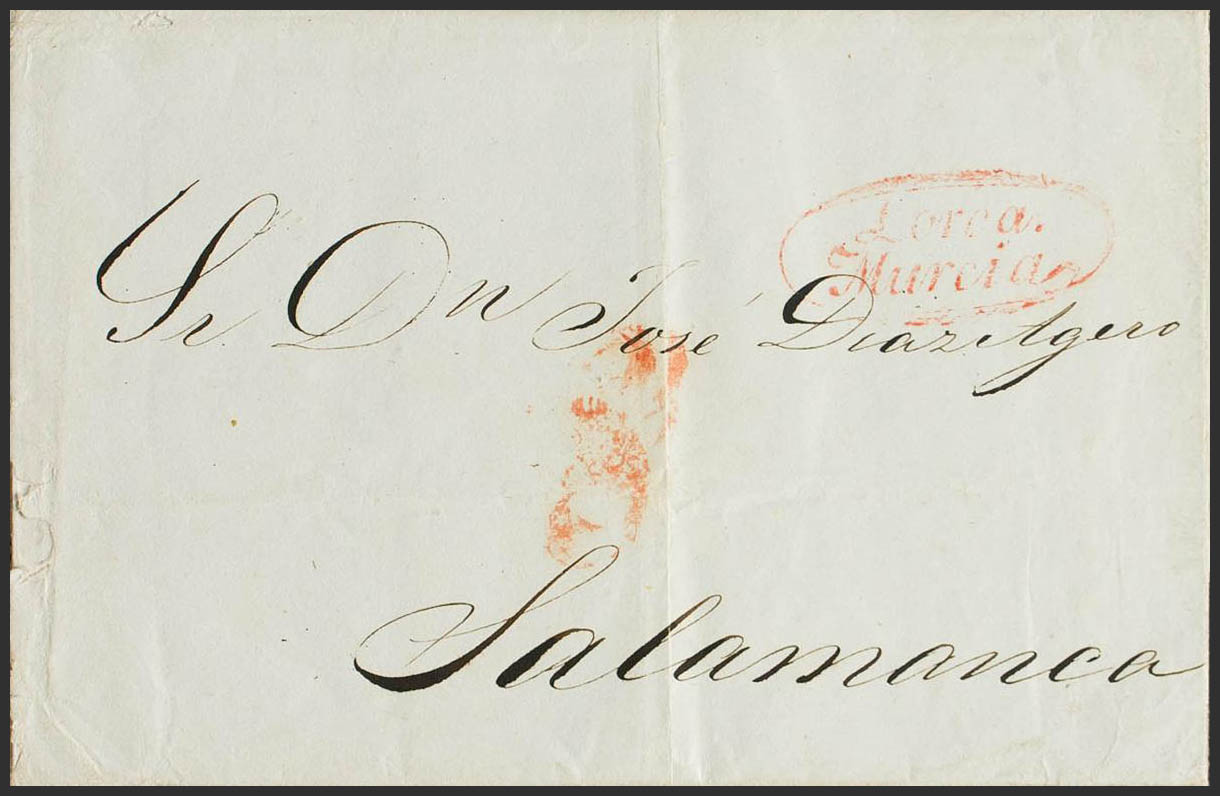 Lorca.
Murcia
Sr. Dn José Diaz Agero
Salamanca